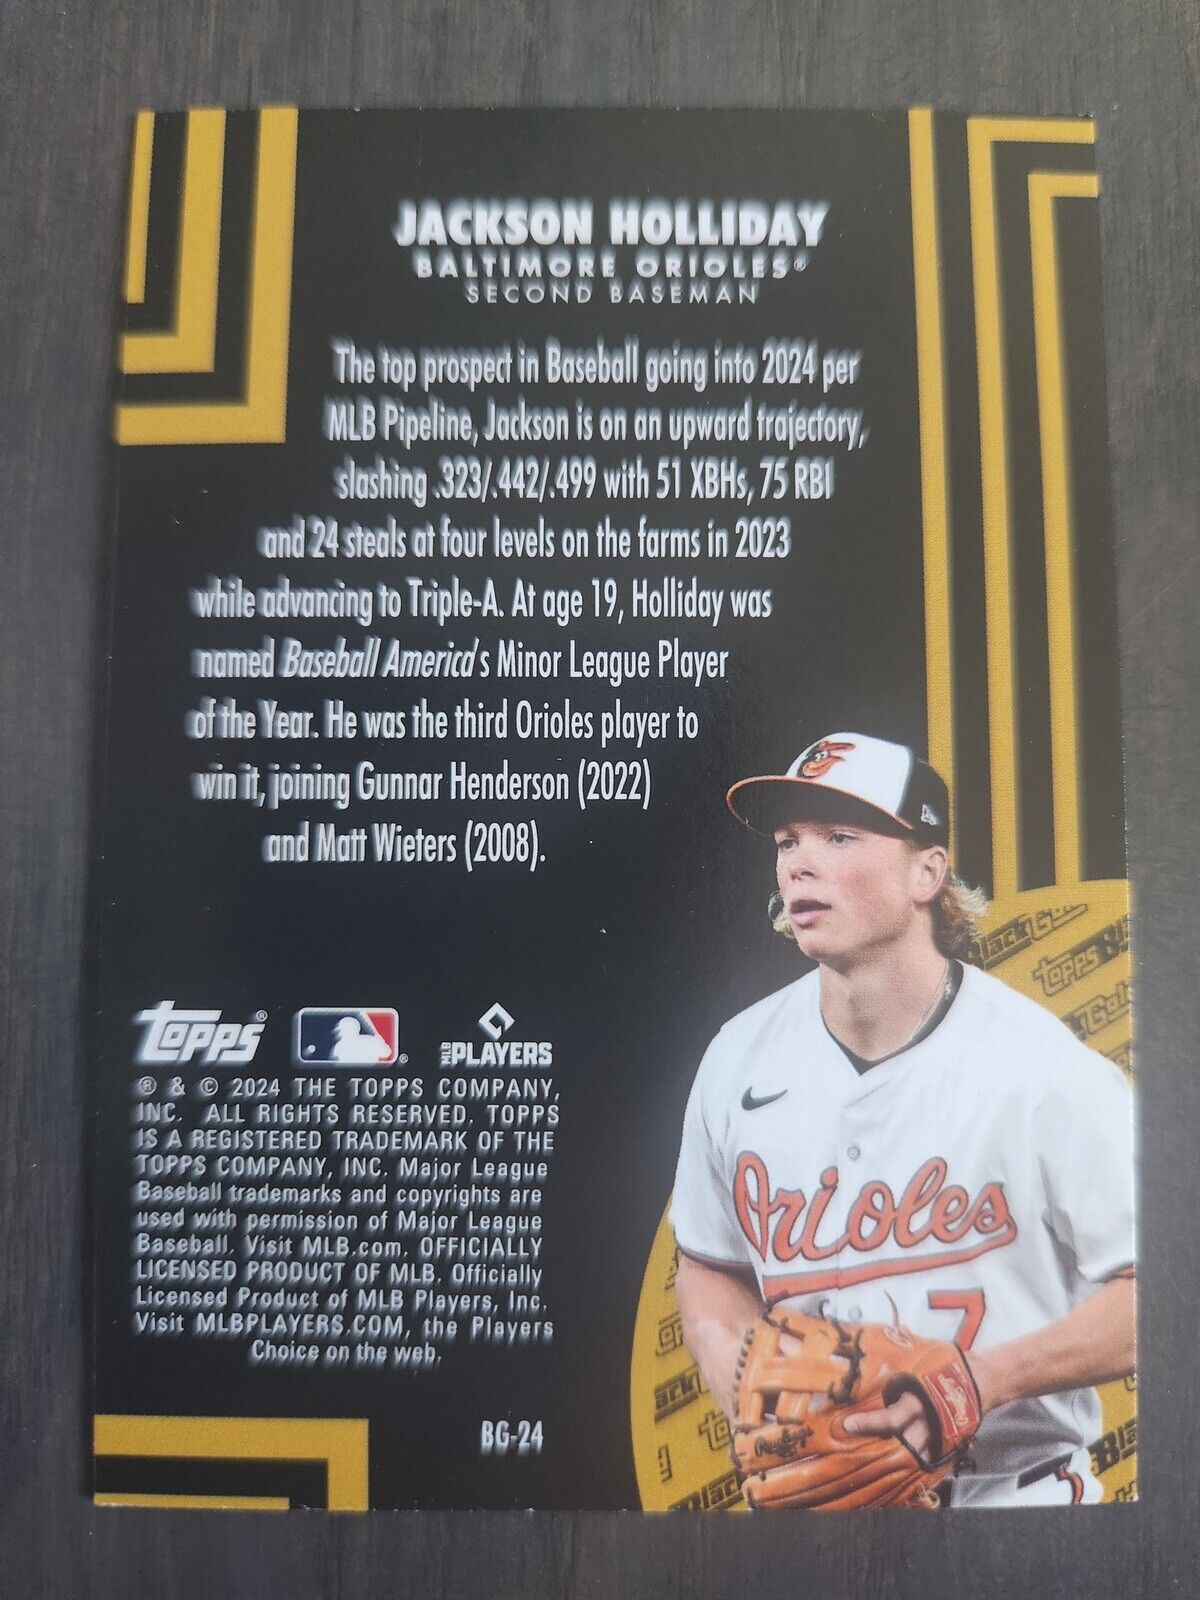 JACKSON HOLLIDAY
BALTIMORE ORIOLES®
SECOND BASEMAN
The top prospect in Baseball going into 2024 per
MLB Pipeline, Jackson is on an upward trajectory,
slashing .323/.442/.499 with 51 XBHs, 75 RBI
and 24 steals at four levels on the farms in 2023
while advancing to Triple-A. At age 19, Holliday was
named Baseball America's Minor League Player
of the Year. He was the third Orioles player to
win it, joining Gunnar Henderson (2022)
and Matt Wieters (2008).
topps® ® MLB PLAYERS
® & © 2024 THE TOPPS COMPANY,
INC. ALL RIGHTS RESERVED. TOPPS
IS A REGISTERED TRADEMARK OF THE
TOPPS COMPANY, INC. Major League
Baseball trademarks and copyrights are
used with permission of Major League
Baseball. Visit MLB.com. OFFICIALLY
LICENSED PRODUCT OF MLB. Officially
Licensed Product of MLB Players, Inc.
Visit MLBPLAYERS.COM, the Players
Choice on the web.
BG-24
Orioles
7
Black Gold
topps